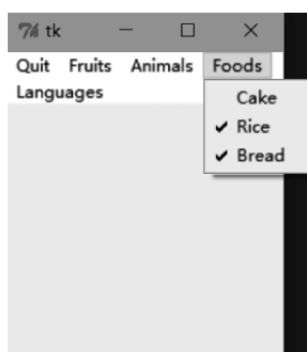 tk
Quit Fruits Animals Foods
Languages
Cake
Rice
Bread